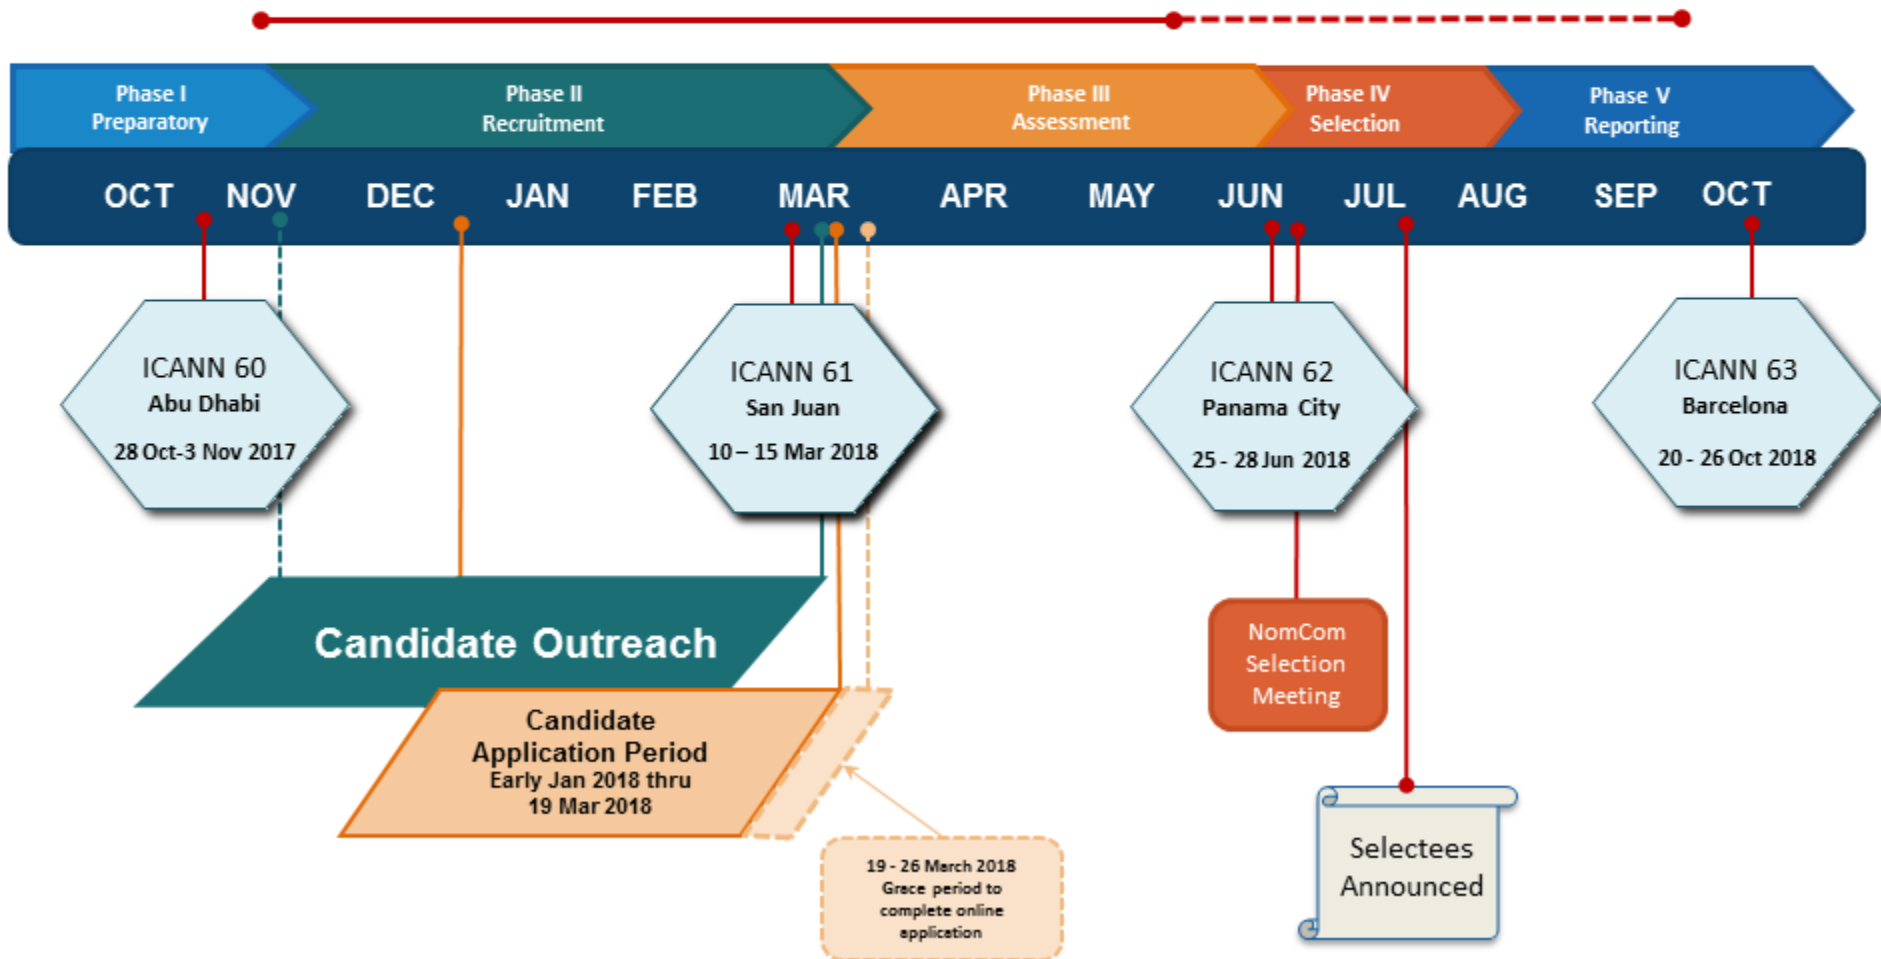 Phase I
Preparatory
Phase II
Recruitment
Phase III
Assessment
Phase IV
Selection
Phase V
Reporting
OCT NOV DEC JAN FEB MAR APR MAY JUN JUL AUG SEP OCT
ICANN 60
Abu Dhabi
28 Oct-3 Nov 2017
ICANN 61
San Juan
10 – 15 Mar 2018
ICANN 62
Panama City
25 - 28 Jun 2018
ICANN 63
Barcelona
20 - 26 Oct 2018
Candidate Outreach
Candidate
Application Period
Early Jan 2018 thru
19 Mar 2018
19 - 26 March 2018
Grace period to
complete online
application
NomCom
Selection
Meeting
Selectees
Announced